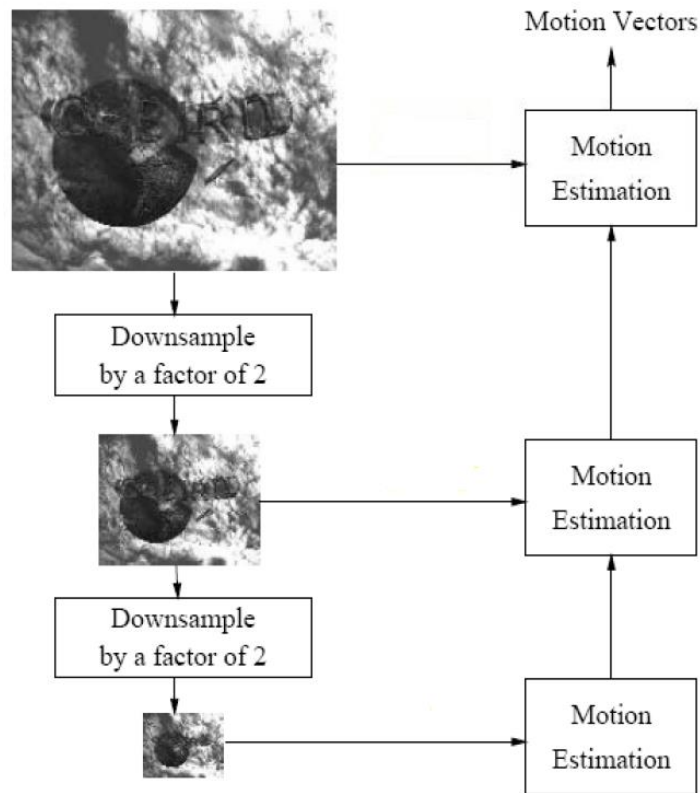 Motion Vectors
Motion
Estimation
Downsample
by a factor of 2
Motion
Estimation
Downsample
by a factor of 2
Motion
Estimation